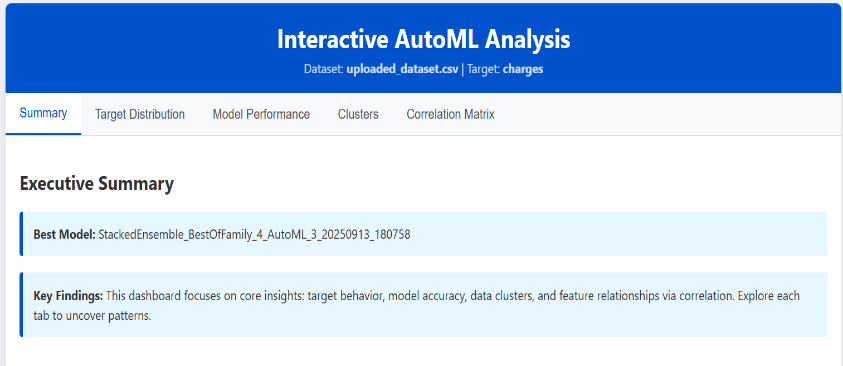 Interactive AutoML Analysis
Dataset: uploaded_dataset.csv | Target: charges
Summary Target Distribution Model Performance Clusters Correlation Matrix
Executive Summary
Best Model: StackedEnsemble_BestOfFamily_4_AutoML_3_20250913_180758
Key Findings: This dashboard focuses on core insights: target behavior, model accuracy, data clusters, and feature relationships via correlation. Explore each
tab to uncover patterns.